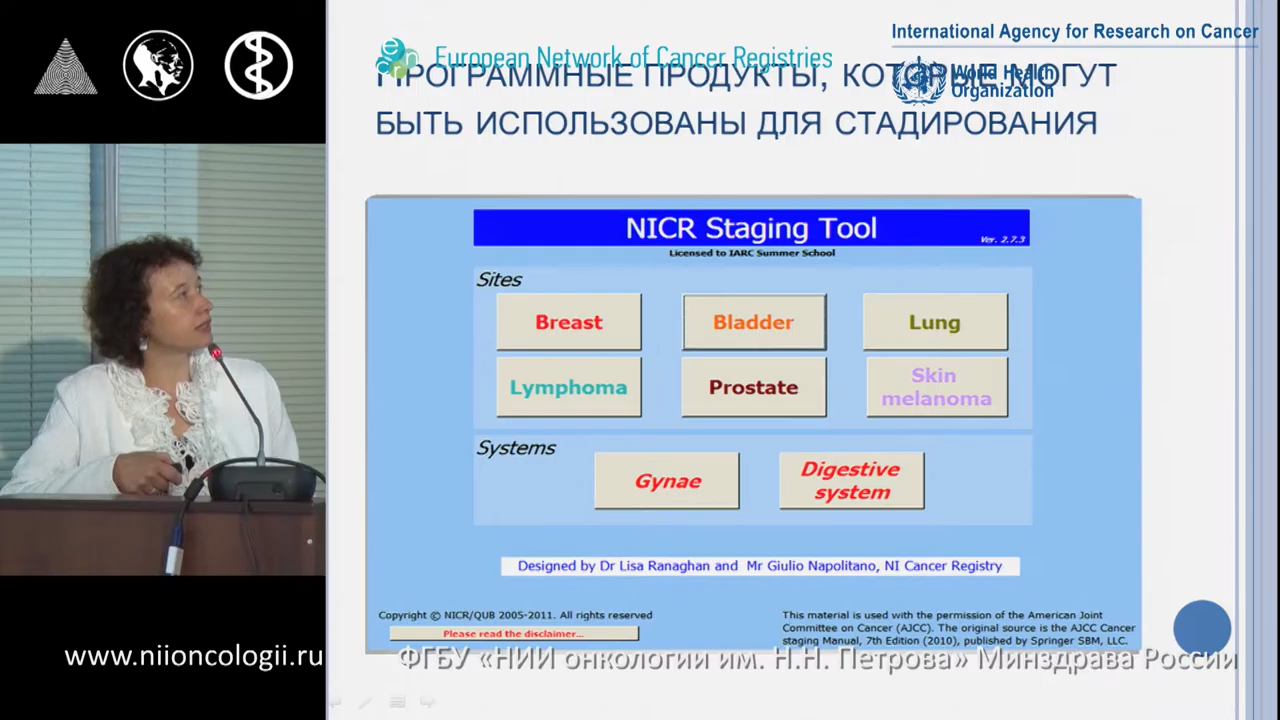 International Agency for Research on Cancer
European Network of Cancer Registries
World Health
Organization
ПРОГРАММНЫЕ ПРОДУКТЫ, КОТОРЫЕ МОГУТ
БЫТЬ ИСПОЛЬЗОВАНЫ ДЛЯ СТАДИРОВАНИЯ
NICR Staging Tool
Ver. 2.7.3
Licensed to IARC Summer School
Sites
Breast
Bladder
Lung
Lymphoma
Prostate
Skin
melanoma
Systems
Gynae
Digestive
system
Designed by Dr Lisa Ranaghan and Mr Giulio Napolitano, NI Cancer Registry
Copyright © NICR/QUB 2005-2011. All rights reserved
Please read the disclaimer...
This material is used with the permission of the American Joint
Committee on Cancer (AJCC). The original source is the AJCC Cancer
staging Manual, 7th Edition (2010), published by Springer SBM, LLC.
www.niioncologii.ru
ФГБУ «НИИ онкологии им. Н.Н. Петрова» Минздрава России